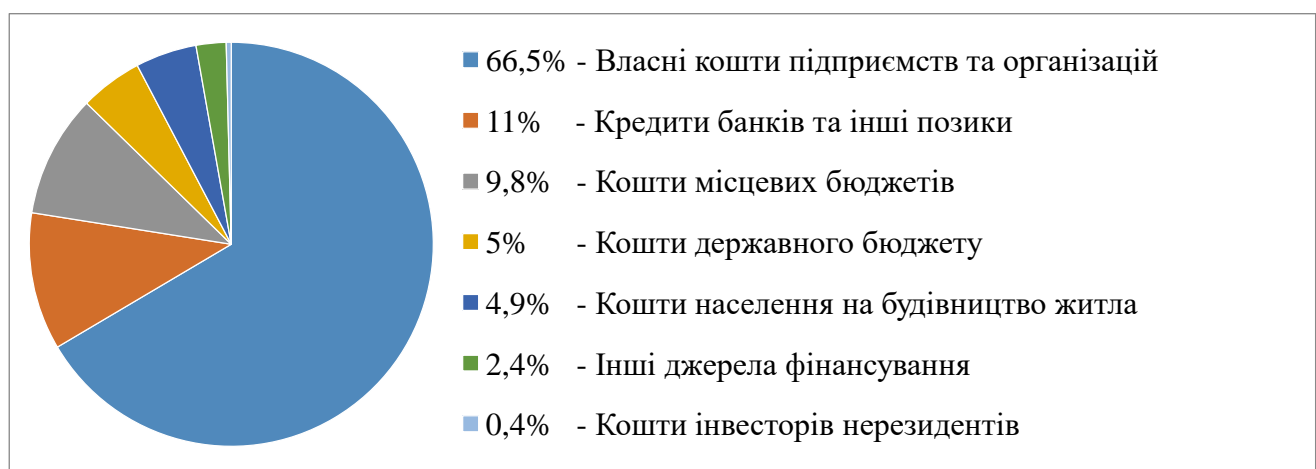 66,5% - Власні кошти підприємств та організацій
11% - Кредити банків та інші позики
9,8% - Кошти місцевих бюджетів
5% - Кошти державного бюджету
4,9% - Кошти населення на будівництво житла
2,4% - Інші джерела фінансування
0,4% - Кошти інвесторів нерезидентів